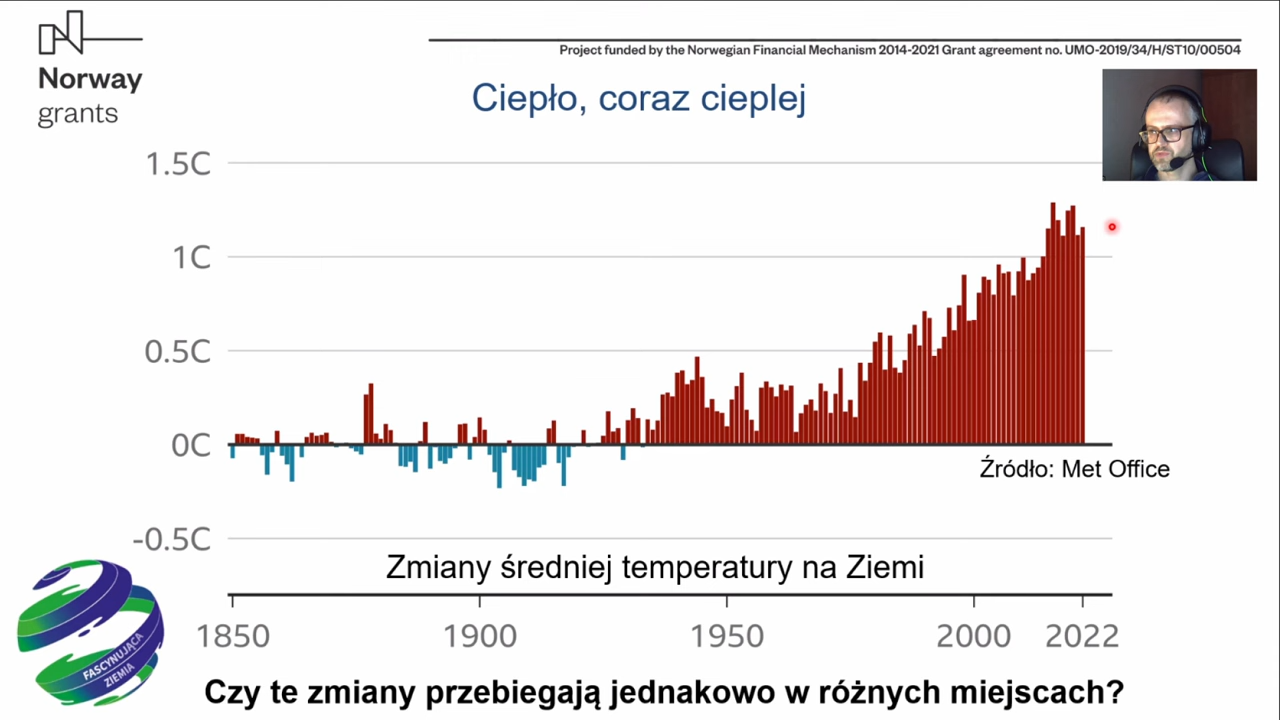 Norway
grants
Project funded by the Norwegian Financial Mechanism 2014-2021 Grant agreement no. UMO-2019/34/H/ST10/00504
Ciepło, coraz cieplej
1.5C
1C
0.5C
0C
-0.5C
Źródło: Met Office
Zmiany średniej temperatury na Ziemi
1850 1900 1950 2000 2022
FASCYNUJĄCA
ZIEMIA
Czy te zmiany przebiegają jednakowo w różnych miejscach?